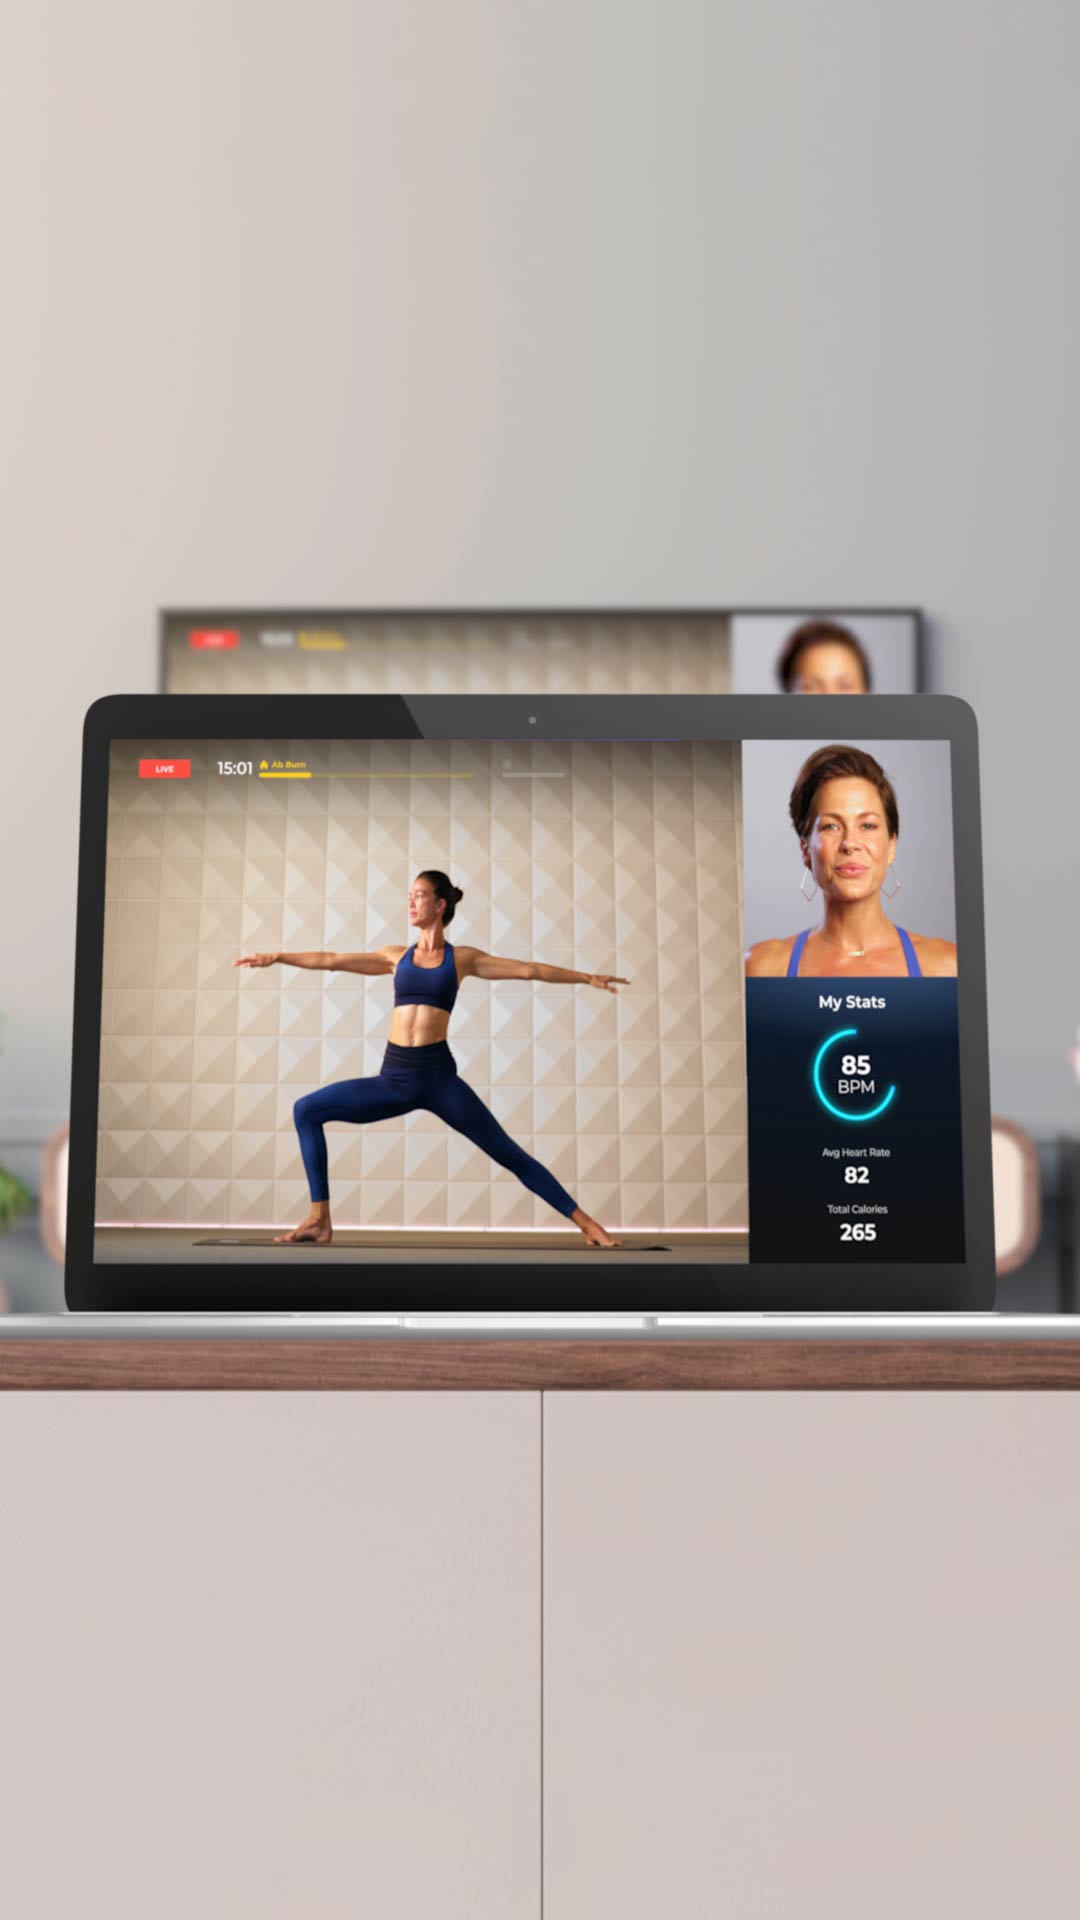 LIVE
15:01 Ab Burn
My Stats
85
BPM
Avg Heart Rate
82
Total Calories
265